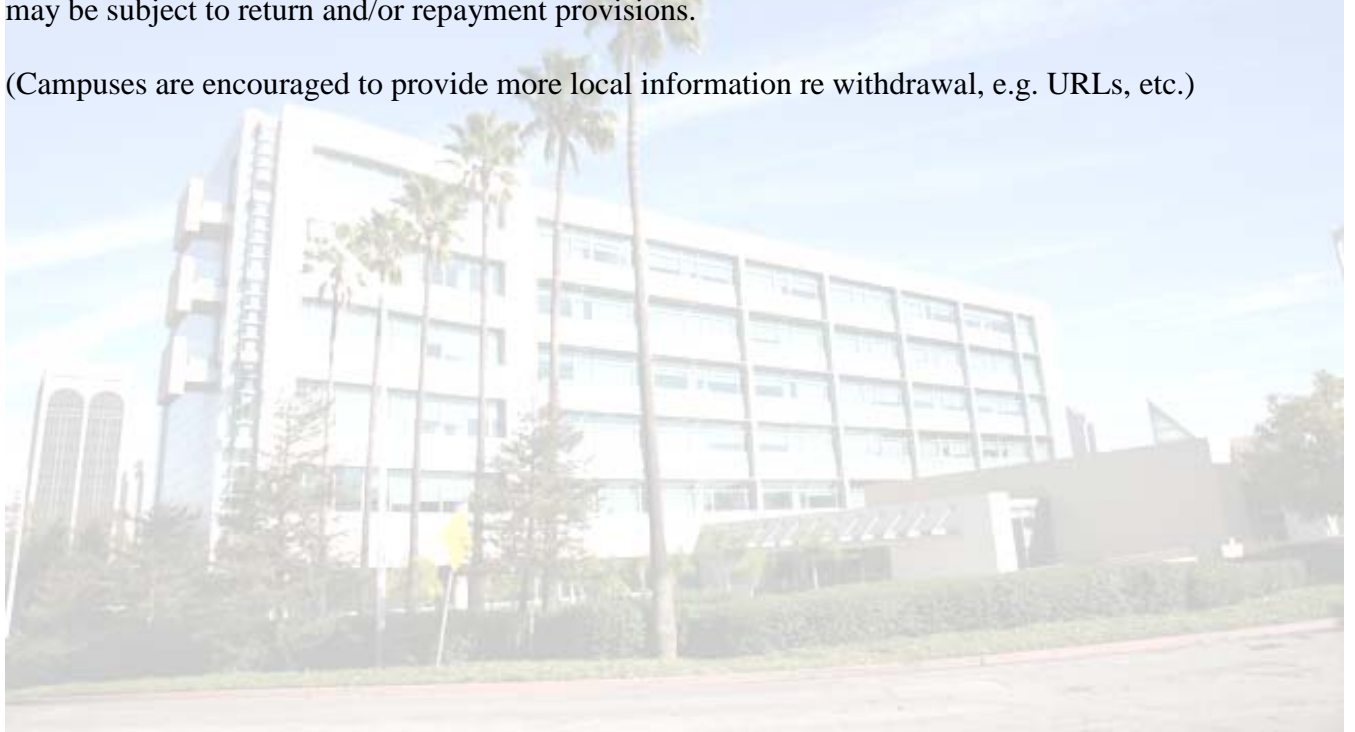 may be subject to return and/or repayment provisions.
(Campuses are encouraged to provide more local information re withdrawal, e.g. URLs, etc.)